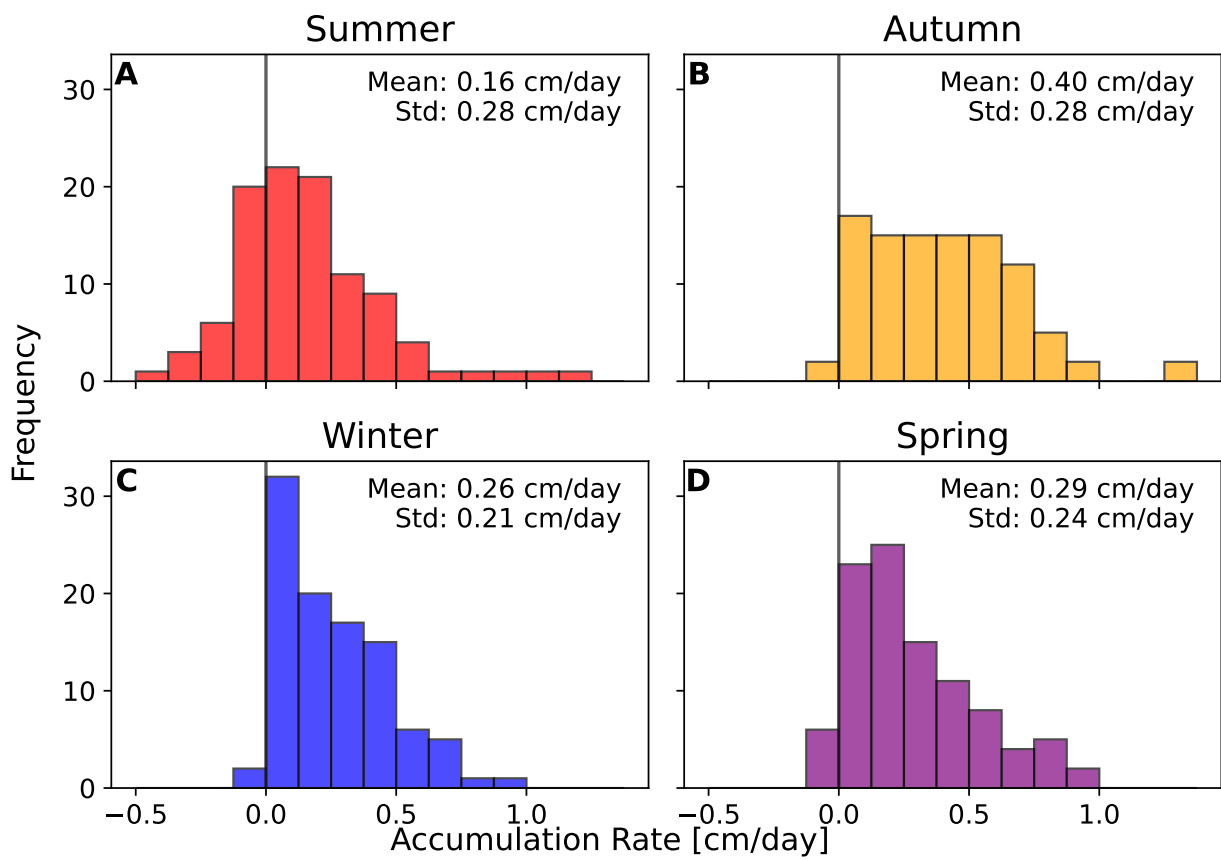 Summer
A
Mean: 0.16 cm/day
Std: 0.28 cm/day
30
20
10
0
Autumn
B
Mean: 0.40 cm/day
Std: 0.28 cm/day
Frequency
Winter
C
Mean: 0.26 cm/day
Std: 0.21 cm/day
30
20
10
0
−0.5 0.0 0.5 1.0
Spring
D
Mean: 0.29 cm/day
Std: 0.24 cm/day
−0.5 0.0 0.5 1.0
Accumulation Rate [cm/day]